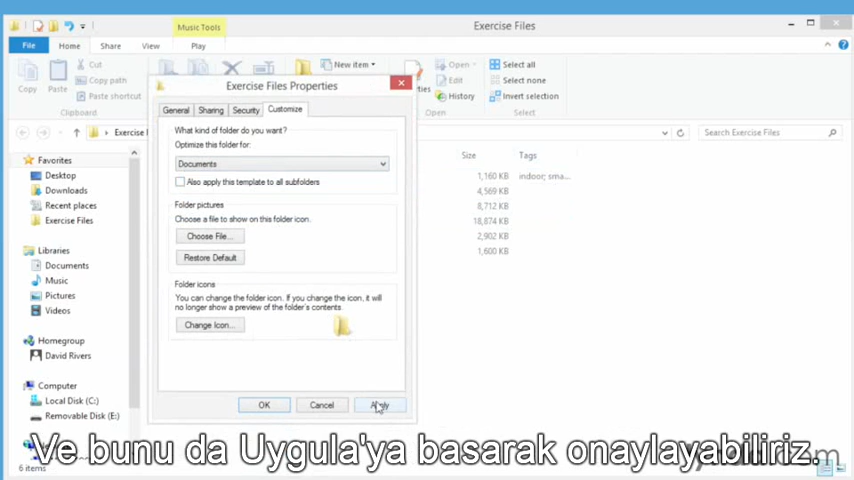 Music Tools
Exercise Files
File
Home
Share
View
Play
Copy
Paste
Cut
Copy path
Paste shortcut
Clipboard
New item
Open
Edit
History
Open
Select all
Select none
Invert selection
Select
Exercise Files Properties
General
Sharing
Security
Customize
What kind of folder do you want?
Optimize this folder for:
Documents
Also apply this template to all subfolders
Folder pictures
Choose a file to show on this folder icon.
Choose File...
Restore Default
Folder icons
You can change the folder icon. If you change the icon, it will
no longer show a preview of the folder's contents.
Change Icon...
OK
Cancel
Apply
Search Exercise Files
Size
Tags
1,160 KB
indoor; sma...
4,569 KB
8,712 KB
18,874 KB
2,902 KB
1,600 KB
Favorites
Desktop
Downloads
Recent places
Exercise Files
Libraries
Documents
Music
Pictures
Videos
Homegroup
David Rivers
Computer
Local Disk (C:)
Removable Disk (E:)
Ve bunu da Uygula'ya basarak onaylayabiliriz.
6 items